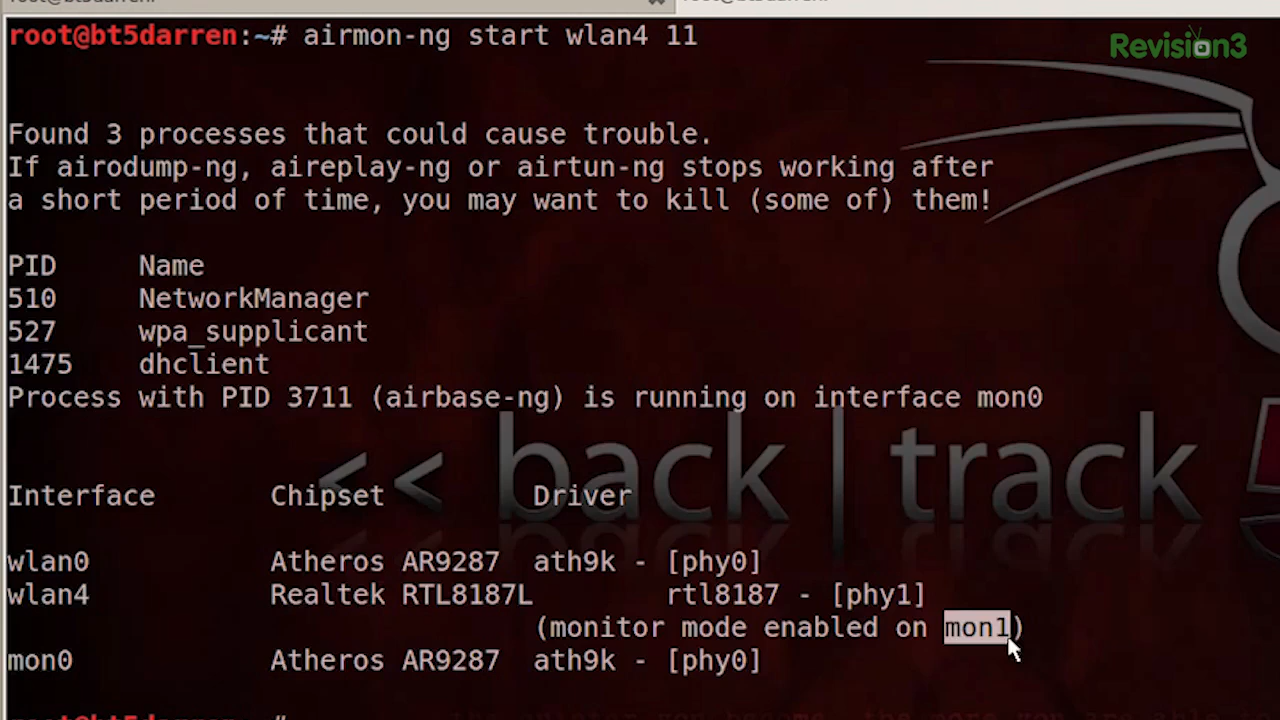 root@bt5darren:~# airmon-ng start wlan4 11
Revision3
Found 3 processes that could cause trouble.
If airodump-ng, aireplay-ng or airtun-ng stops working after
a short period of time, you may want to kill (some of) them!
PID Name
510 NetworkManager
527 wpa_supplicant
1475 dhclient
Process with PID 3711 (airbase-ng) is running on interface mon0
<< back | track 5
Interface Chipset Driver
wlan0 Atheros AR9287 ath9k - [phy0]
wlan4 Realtek RTL8187L rtl8187 - [phy1]
(monitor mode enabled on mon1)
mon0 Atheros AR9287 ath9k - [phy0]
root@bt5darren:~#